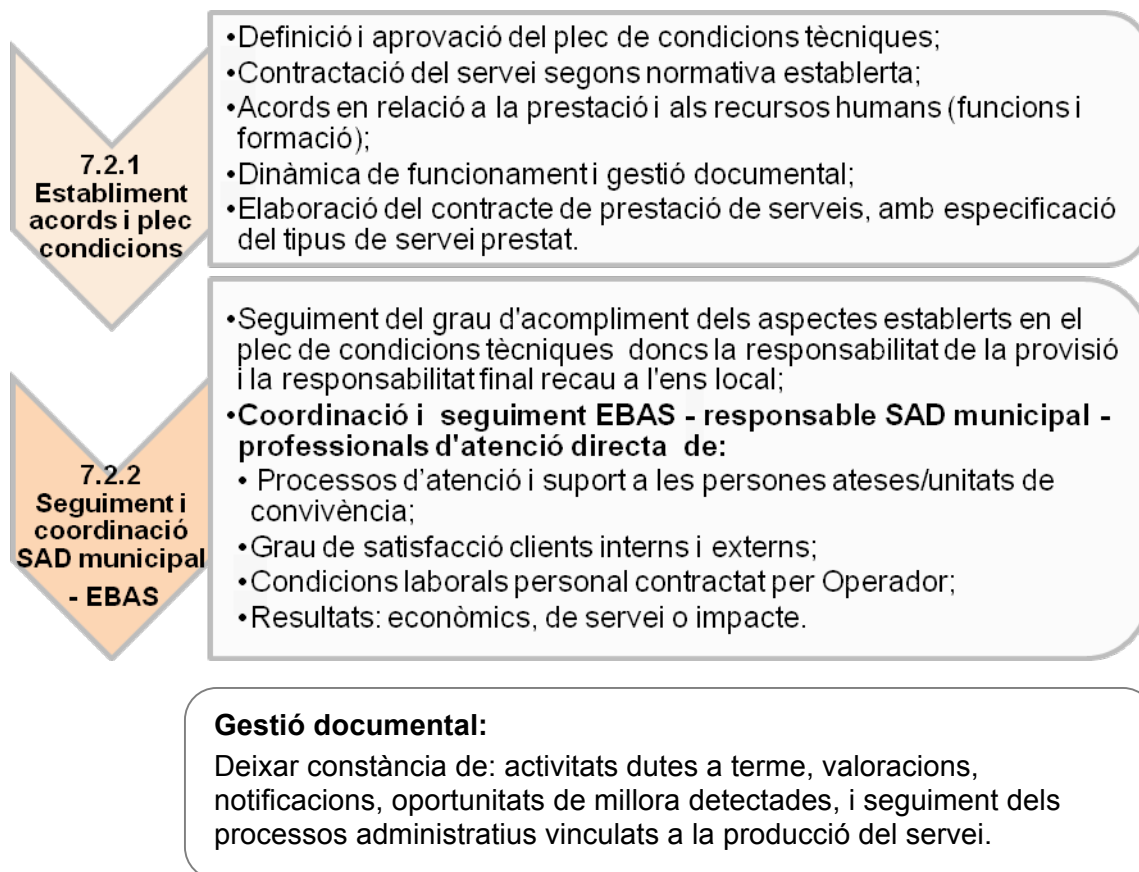 7.2.1
Establiment
acords i plec
condicions
•Definició i aprovació del plec de condicions tècniques;
•Contractació del servei segons normativa establerta;
•Acords en relació a la prestació i als recursos humans (funcions i
formació);
•Dinàmica de funcionament i gestió documental;
•Elaboració del contracte de prestació de serveis, amb especificació
del tipus de servei prestat.
7.2.2
Seguiment i
coordinació
SAD municipal
- EBAS
•Seguiment del grau d'acompliment dels aspectes establerts en el
plec de condicions tècniques doncs la responsabilitat de la provisió
i la responsabilitat final recau a l'ens local;
•Coordinació i seguiment EBAS - responsable SAD municipal -
professionals d'atenció directa de:
• Processos d’atenció i suport a les persones ateses/unitats de
convivència;
•Grau de satisfacció clients interns i externs;
•Condicions laborals personal contractat per Operador;
•Resultats: econòmics, de servei o impacte.
Gestió documental:
Deixar constància de: activitats dutes a terme, valoracions,
notificacions, oportunitats de millora detectades, i seguiment dels
processos administratius vinculats a la producció del servei.